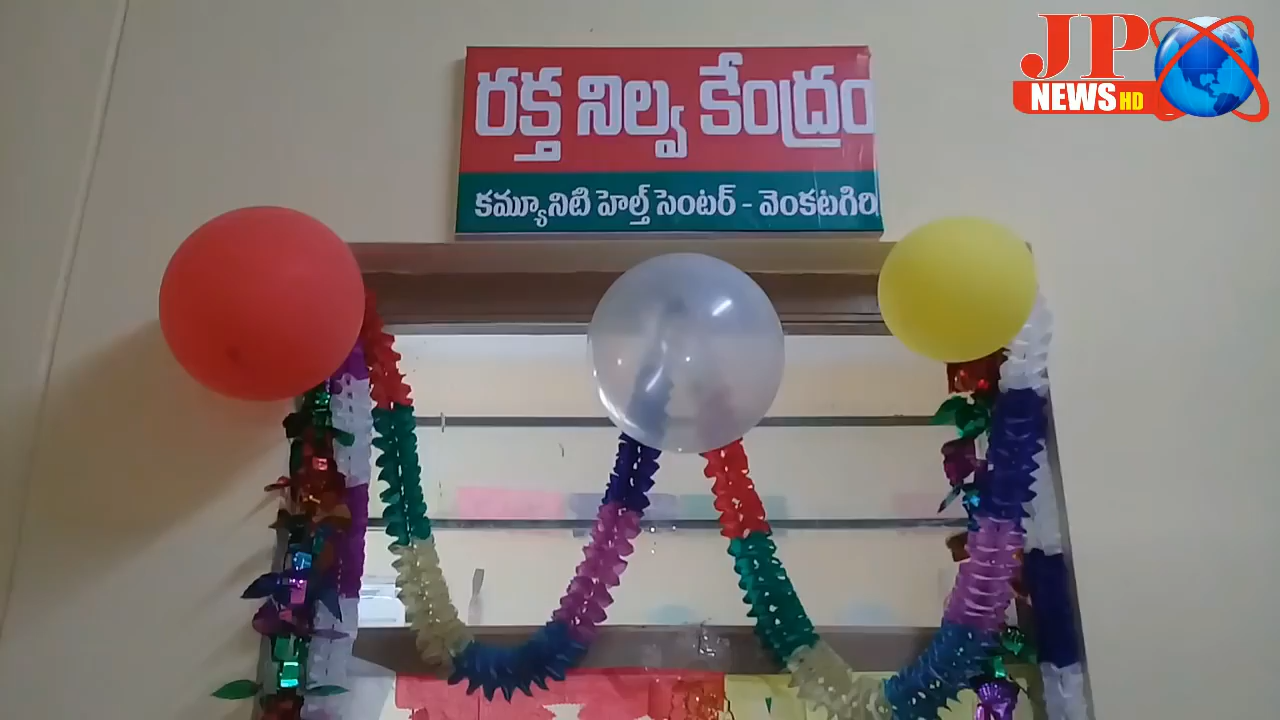 రక్త నిల్వ కేంద్రం
కమ్యూనిటి హెల్త్ సెంటర్ - వెంకటగిరి
JP
NEWS HD